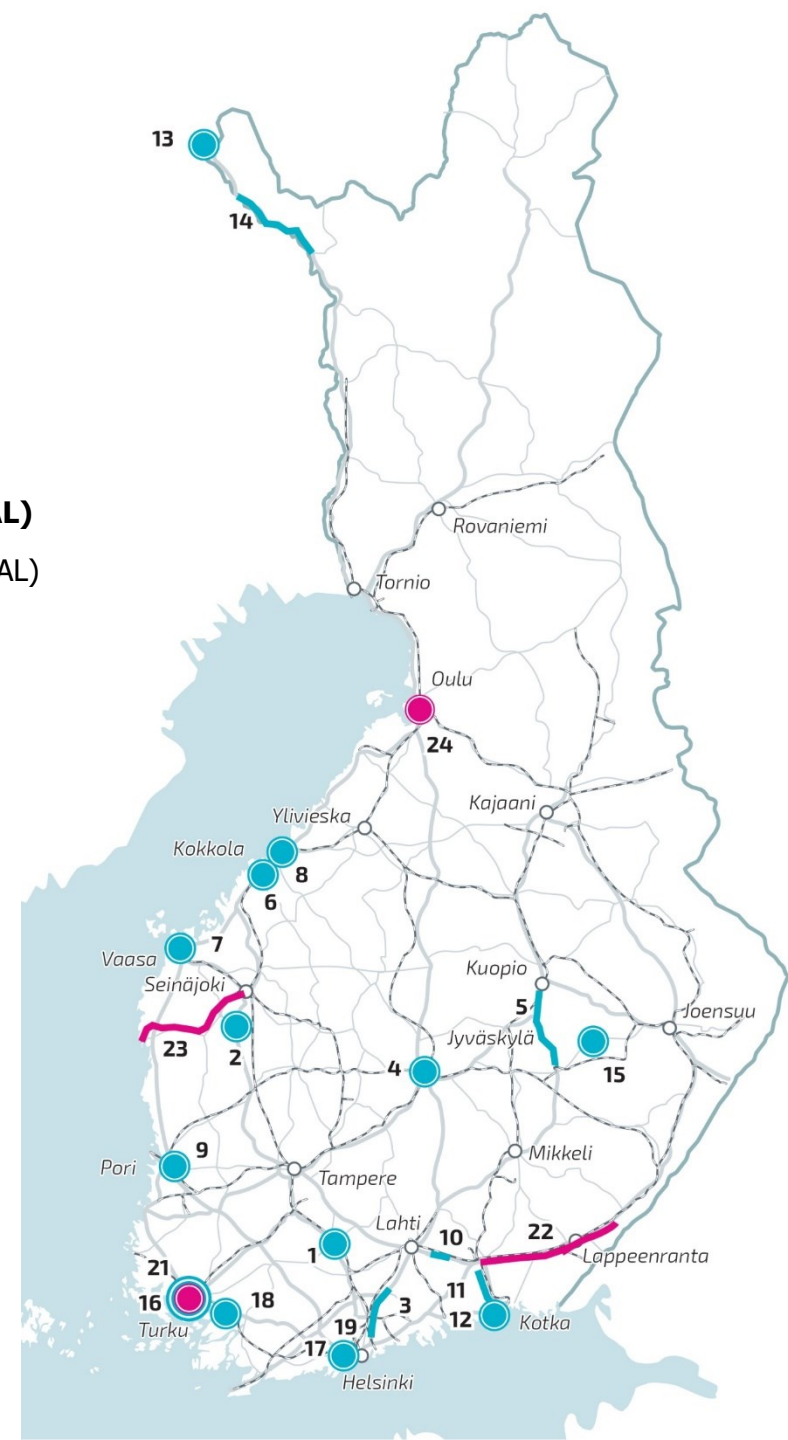 13
14
AL)
AL)
Rovaniemi
Tornio
Oulu
24
Kajaani
Ylivieska
Kokkola
8
6
7
Vaasa
Seinäjoki
Kuopio
5
Joensuu
Jyväskylä
23
2
4
15
9
Pori
Mikkeli
Tampere
Lahti
22
10
1
Lappeenranta
21
11
16
18
3
12
Kotka
Turku
19
17
Helsinki